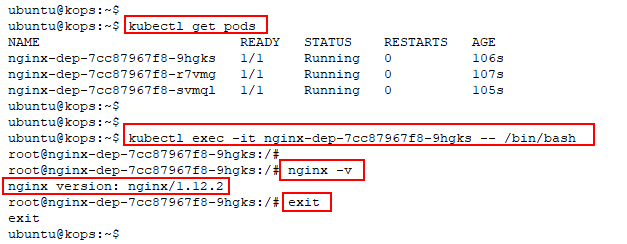 ubuntu@kops:~$
ubuntu@kops:~$ kubectl get pods
NAME READY STATUS RESTARTS AGE
nginx-dep-7cc87967f8-9hgks 1/1 Running 0 106s
nginx-dep-7cc87967f8-r7vmg 1/1 Running 0 107s
nginx-dep-7cc87967f8-svmql 1/1 Running 0 105s
ubuntu@kops:~$
ubuntu@kops:~$
ubuntu@kops:~$ kubectl exec -it nginx-dep-7cc87967f8-9hgks -- /bin/bash
root@nginx-dep-7cc87967f8-9hgks:/#
root@nginx-dep-7cc87967f8-9hgks:/# nginx -v
nginx version: nginx/1.12.2
root@nginx-dep-7cc87967f8-9hgks:/# exit
exit
ubuntu@kops:~$